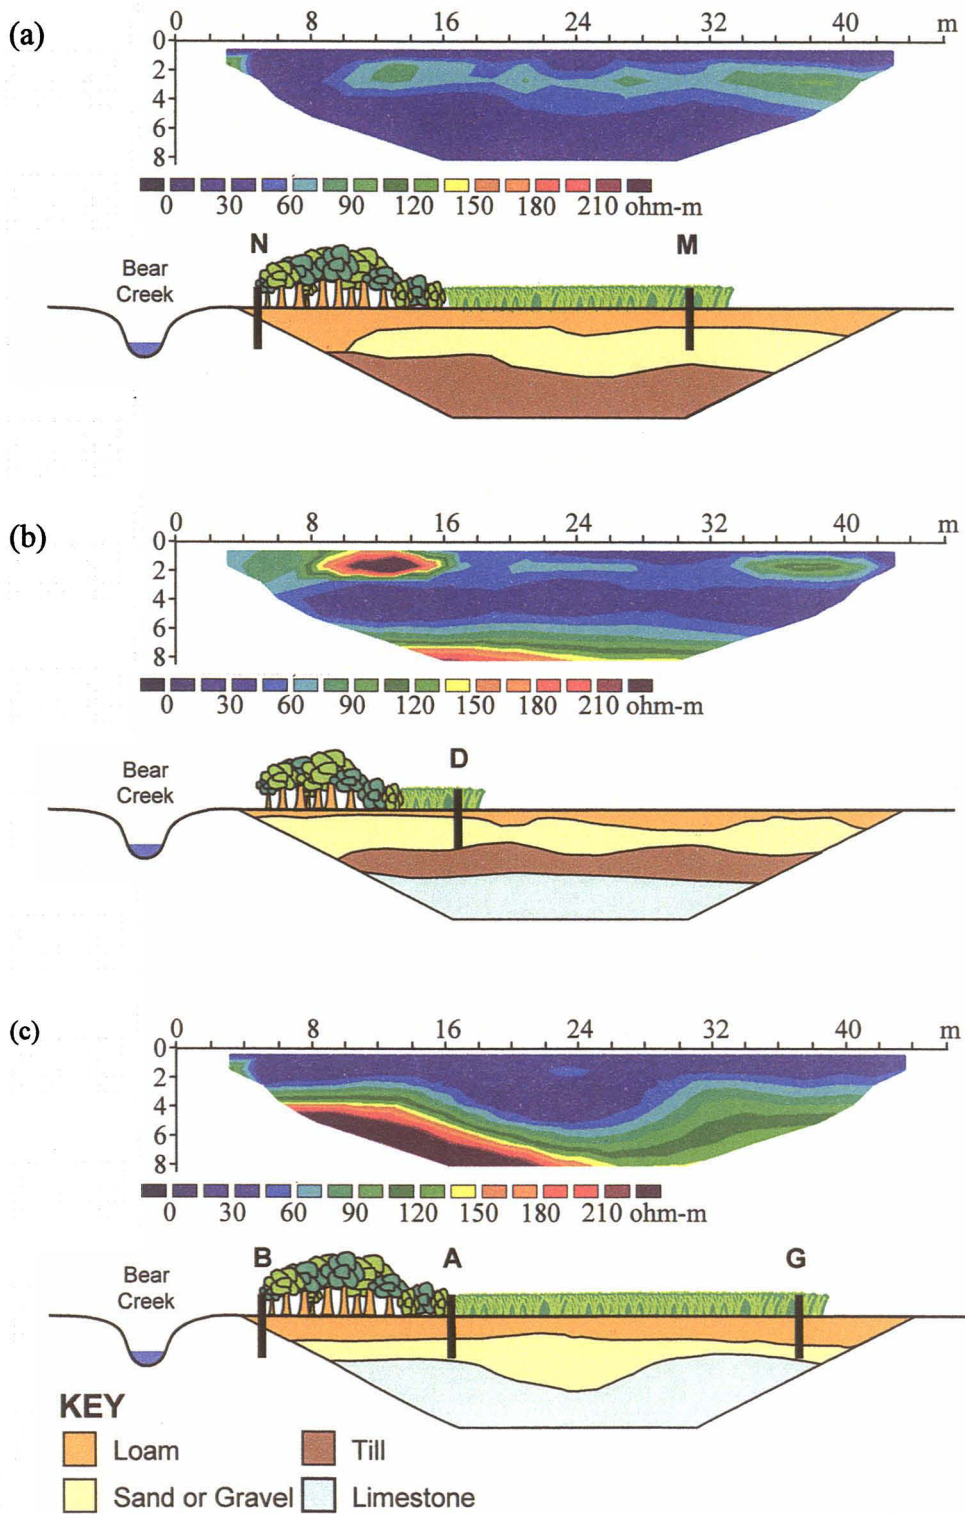 (a)
0 8 16 24 32 40 m
0
2
4
6
8
0 30 60 90 120 150 180 210 ohm-m
N M
Bear
Creek
(b)
0 8 16 24 32 40 m
0
2
4
6
8
0 30 60 90 120 150 180 210 ohm-m
D
Bear
Creek
(c)
0 8 16 24 32 40 m
0
2
4
6
8
0 30 60 90 120 150 180 210 ohm-m
B A G
Bear
Creek
KEY
Loam Till
Sand or Gravel Limestone